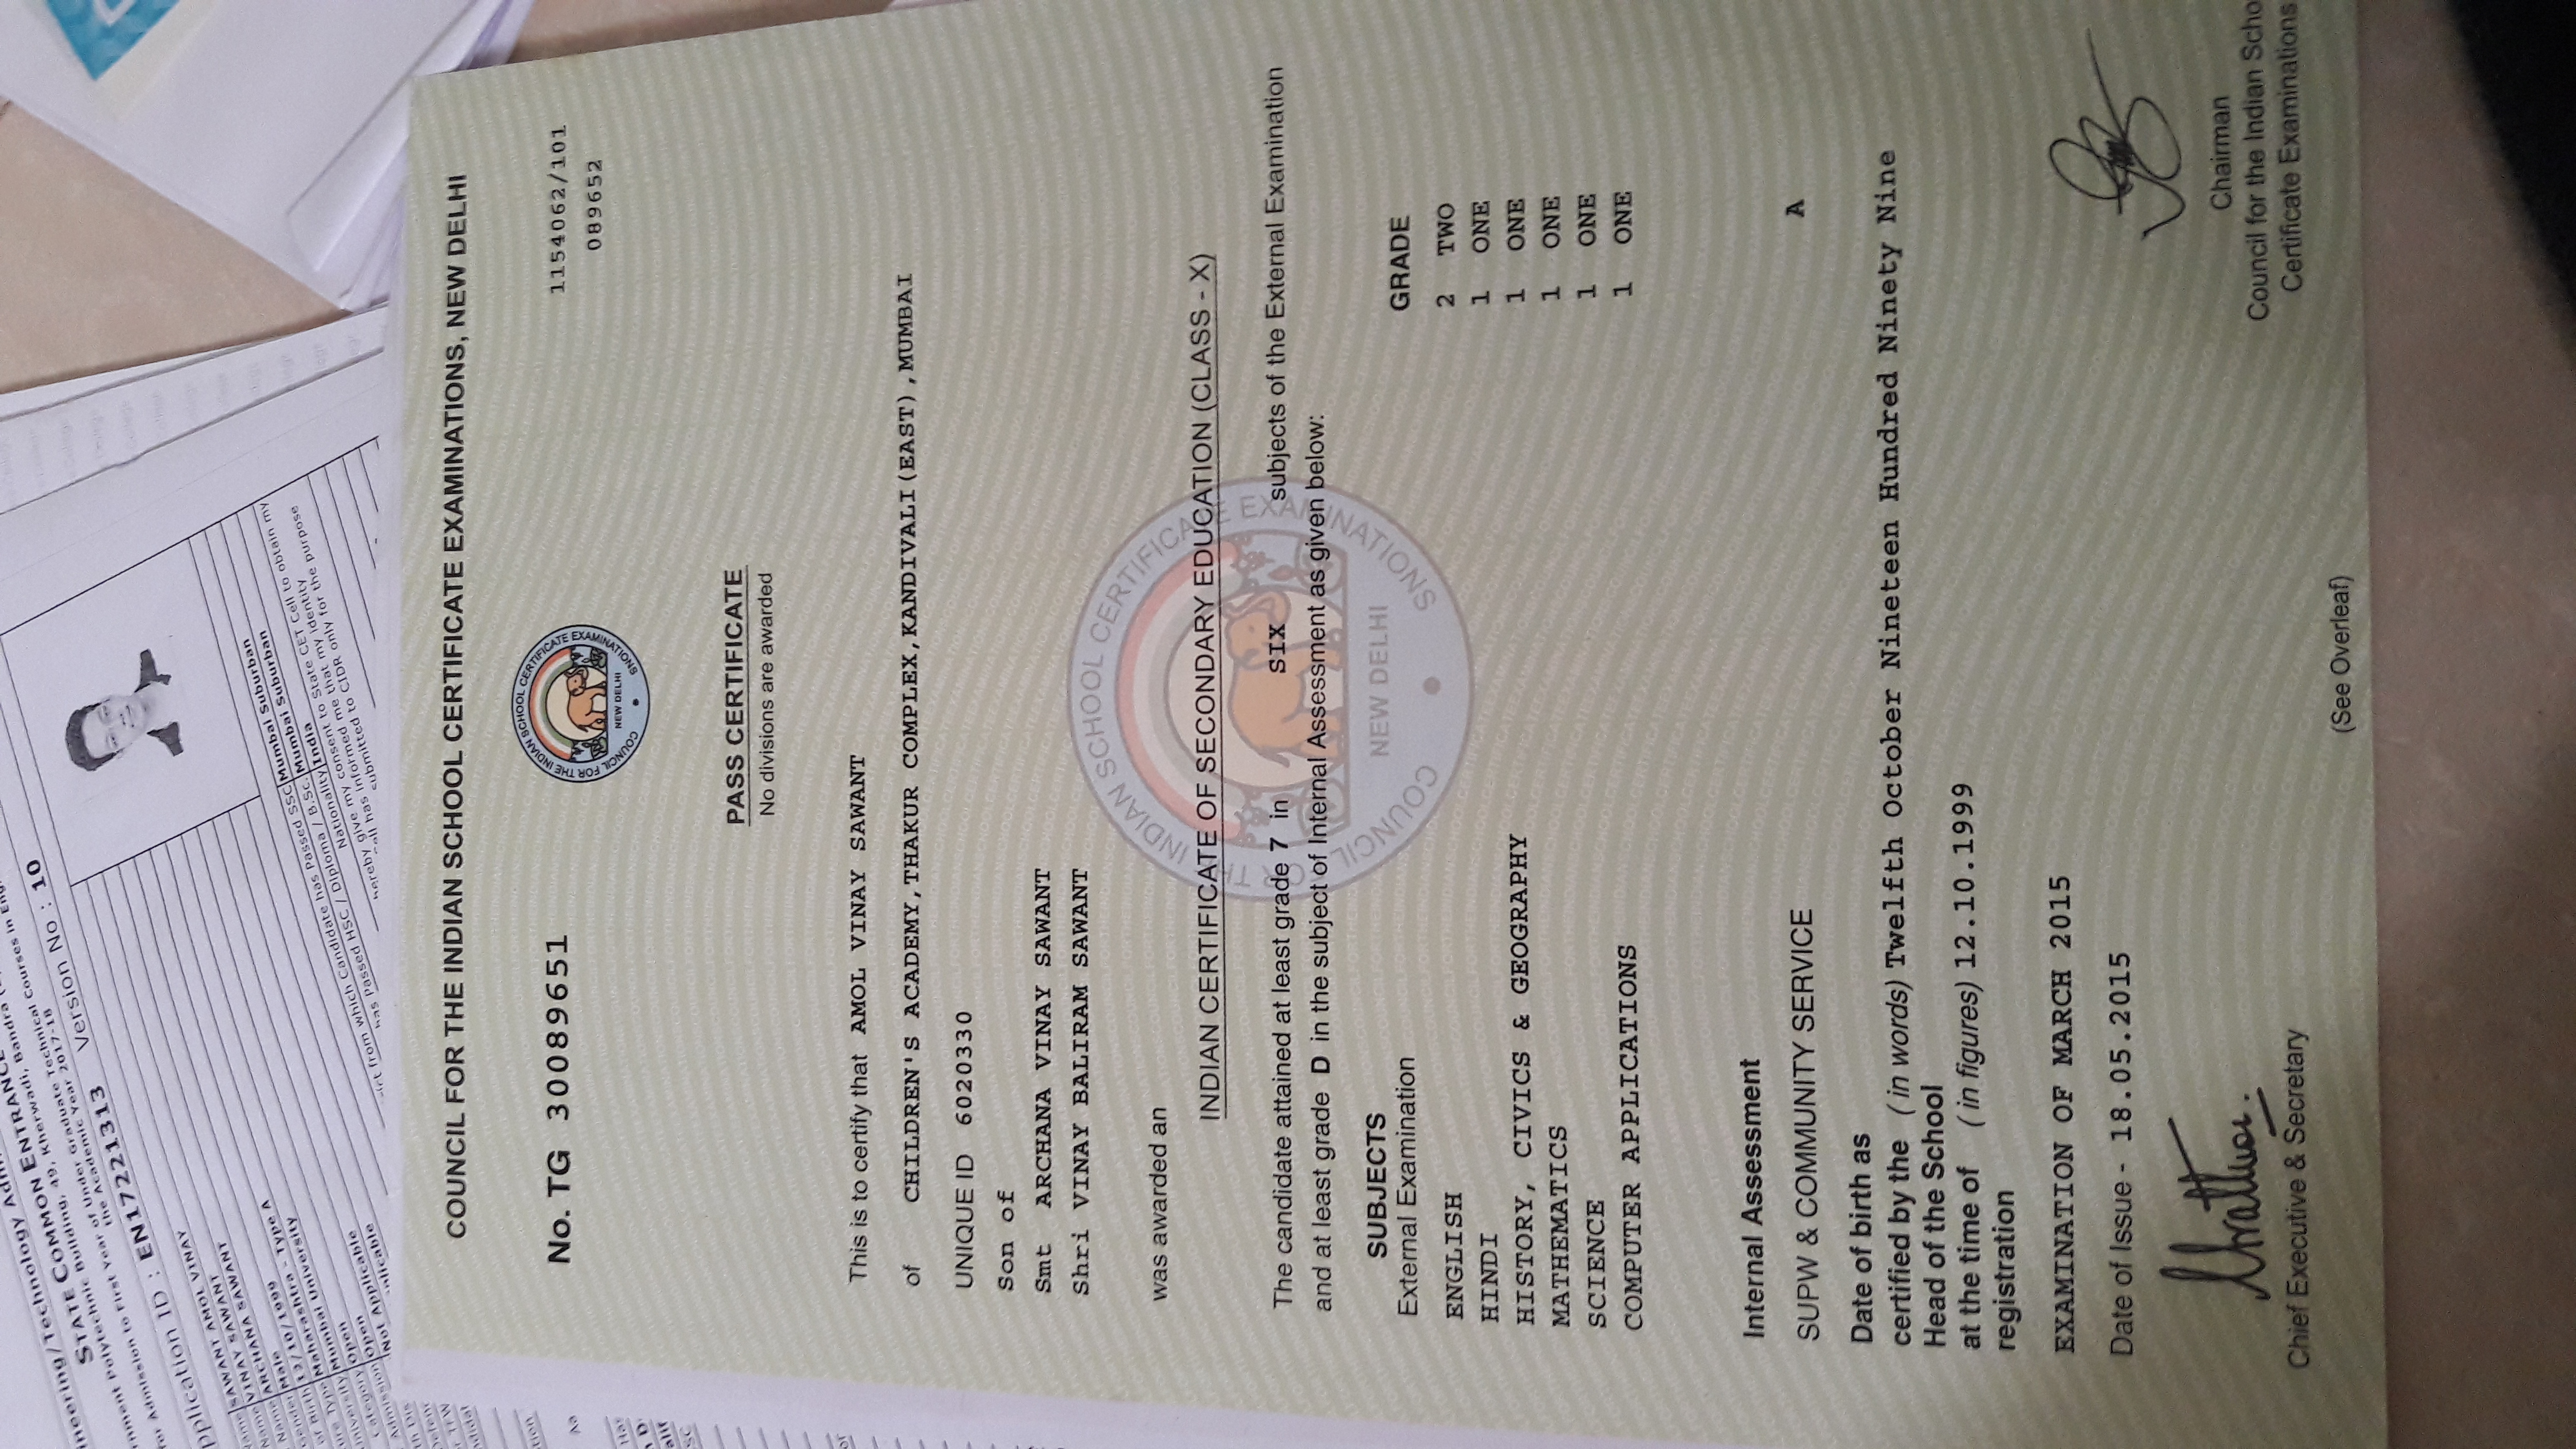 STATE COMMON ENTRANCE
Polytechnic Building, 49, Kherwadi, Bandra
for Admission to First Year of Under Graduate Technical Courses in
the Academic Year 2017-18
Application ID : EN17221313 Version No : 10
Name SAWANT AMOL VINAY
Name VINAY SAWANT
Name ARCHANA SAWANT
Gender Male
of Birth 12/10/1999
Type Maharashtra - Type A
University Mumbai University
Category Open
Admission Open
Not Applicable
from which Candidate has Passed SSC Mumbai Suburban
has Passed HSC / Diploma / B.Sc. Mumbai Suburban
Nationality India
hereby give my consent to State CET Cell to obtain my
has informed me that my identity
submitted to CIDR only for the purpose
COUNCIL FOR THE INDIAN SCHOOL CERTIFICATE EXAMINATIONS, NEW DELHI
No. TG 30089651
1154062/101
089652
COUNCIL FOR THE INDIAN SCHOOL CERTIFICATE EXAMINATIONS
NEW DELHI
PASS CERTIFICATE
No divisions are awarded
This is to certify that AMOL VINAY SAWANT
of CHILDREN'S ACADEMY,THAKUR COMPLEX,KANDIVALI(EAST),MUMBAI
UNIQUE ID 6020330
Son of
Smt ARCHANA VINAY SAWANT
Shri VINAY BALIRAM SAWANT
was awarded an
INDIAN CERTIFICATE OF SECONDARY EDUCATION (CLASS - X)
The candidate attained at least grade 7 in SIX subjects of the External Examination
and at least grade D in the subject of Internal Assessment as given below:
COUNCIL FOR THE INDIAN SCHOOL CERTIFICATE EXAMINATIONS
NEW DELHI
SUBJECTS
External Examination GRADE
ENGLISH 2 TWO
HINDI 1 ONE
HISTORY, CIVICS & GEOGRAPHY 1 ONE
MATHEMATICS 1 ONE
SCIENCE 1 ONE
COMPUTER APPLICATIONS 1 ONE
Internal Assessment
SUPW & COMMUNITY SERVICE A
Date of birth as
certified by the (in words) Twelfth October Nineteen Hundred Ninety Nine
Head of the School
at the time of (in figures) 12.10.1999
registration
EXAMINATION OF MARCH 2015
Date of Issue - 18.05.2015
Chief Executive & Secretary
Chairman
Council for the Indian Scho
Certificate Examinations
(See Overleaf)